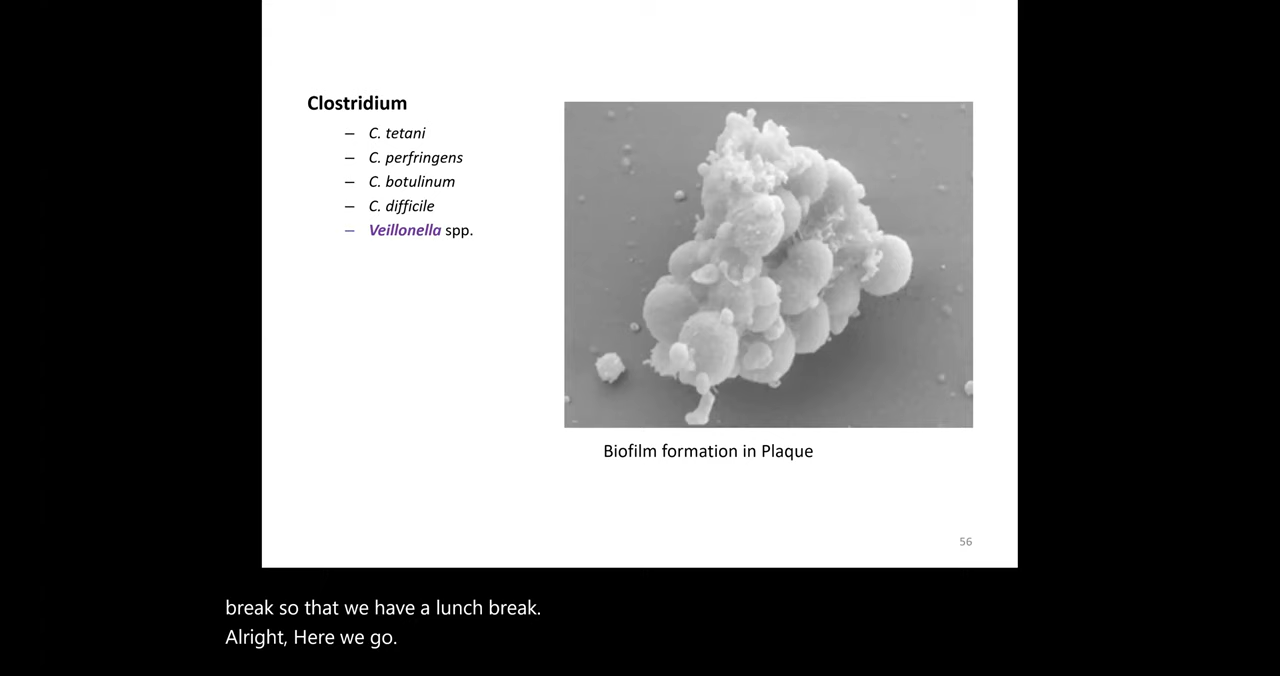 Clostridium
– C. tetani
– C. perfringens
– C. botulinum
– C. difficile
– Veillonella spp.
Biofilm formation in Plaque
56
break so that we have a lunch break.
Alright, Here we go.